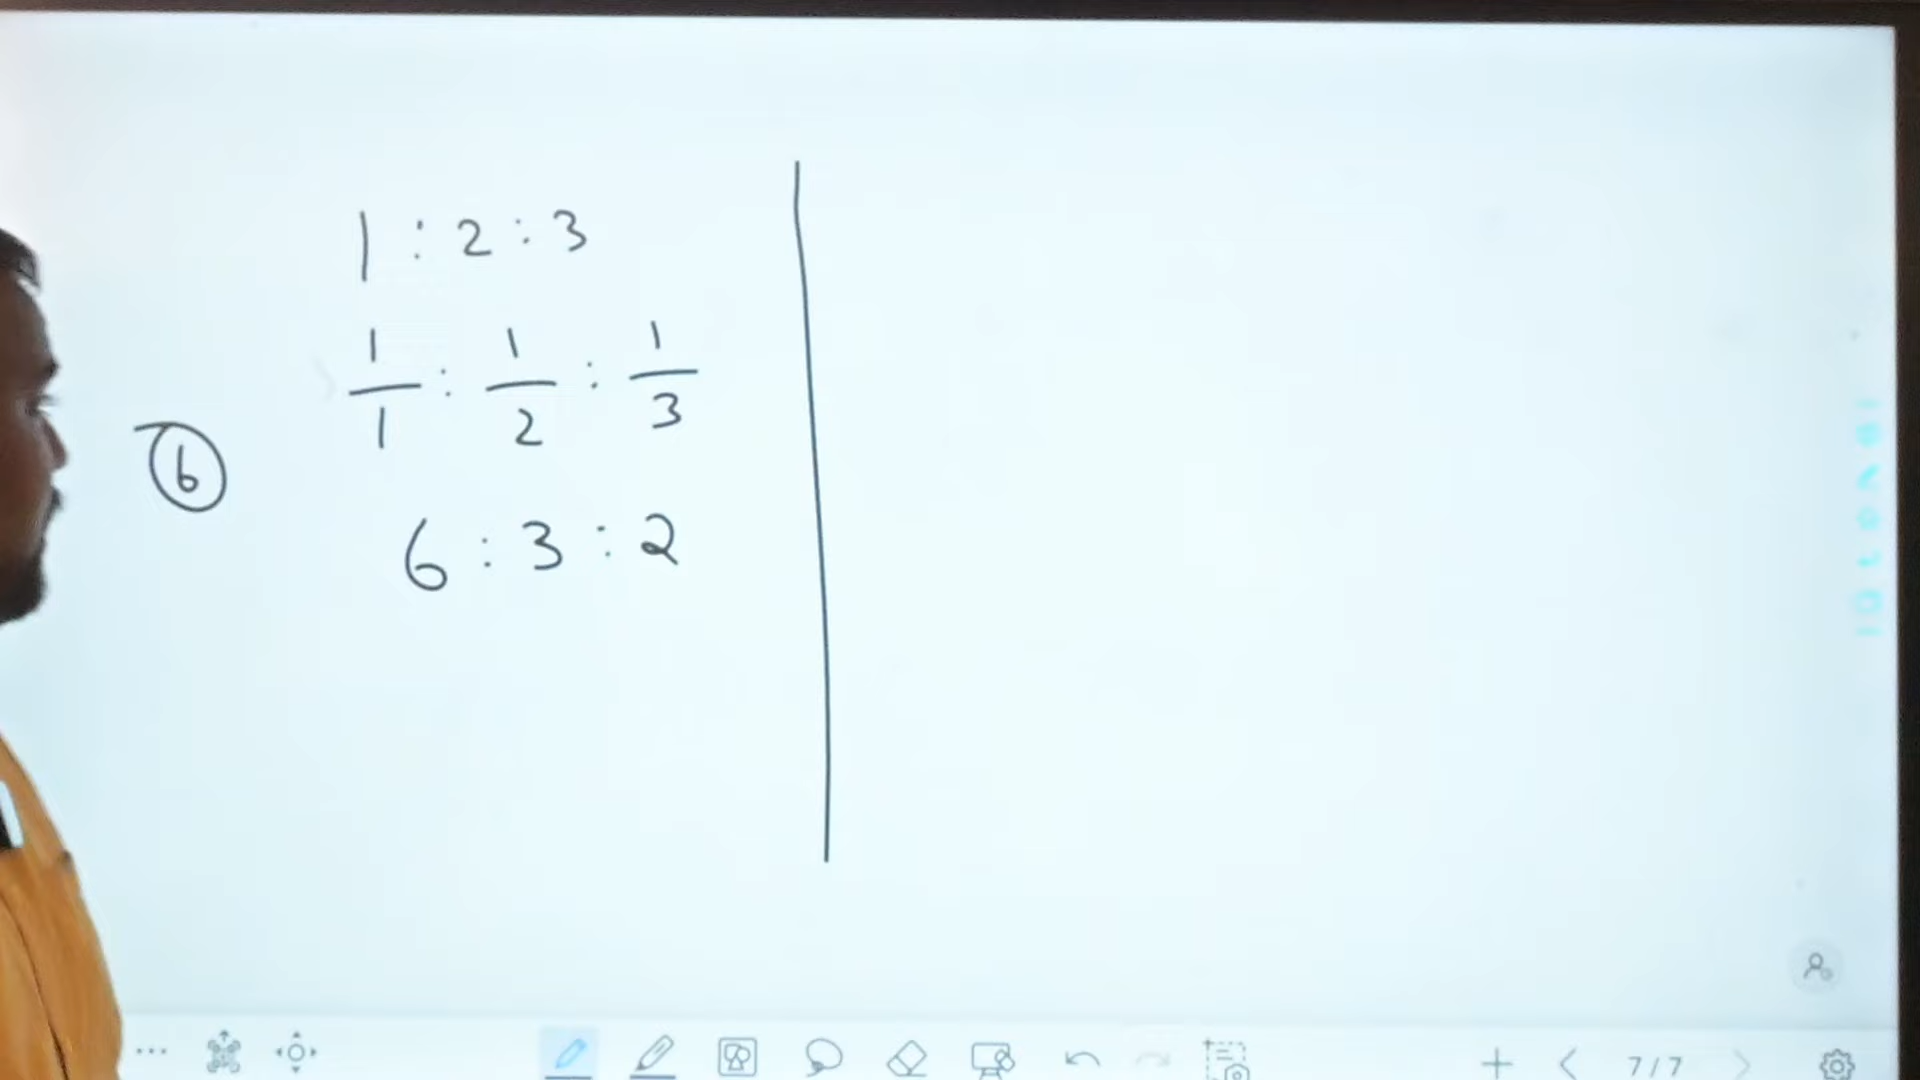 1 : 2 : 3
1/1 : 1/2 : 1/3
6
6 : 3 : 2
7/7